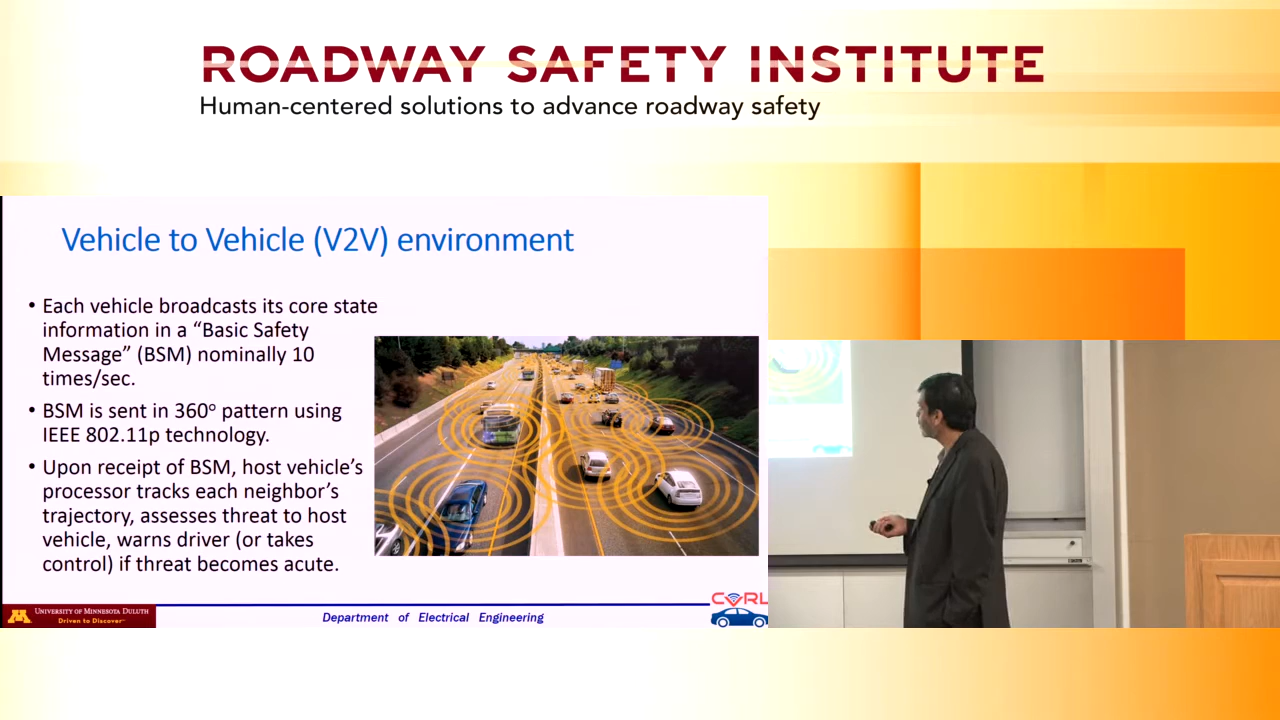 ROADWAY SAFETY INSTITUTE
Human-centered solutions to advance roadway safety
Vehicle to Vehicle (V2V) environment
• Each vehicle broadcasts its core state
information in a “Basic Safety
Message” (BSM) nominally 10
times/sec.
• BSM is sent in 360° pattern using
IEEE 802.11p technology.
• Upon receipt of BSM, host vehicle’s
processor tracks each neighbor’s
trajectory, assesses threat to host
vehicle, warns driver (or takes
control) if threat becomes acute.
M
UNIVERSITY OF MINNESOTA DULUTH
Driven to Discover℠
Department of Electrical Engineering
CVRL